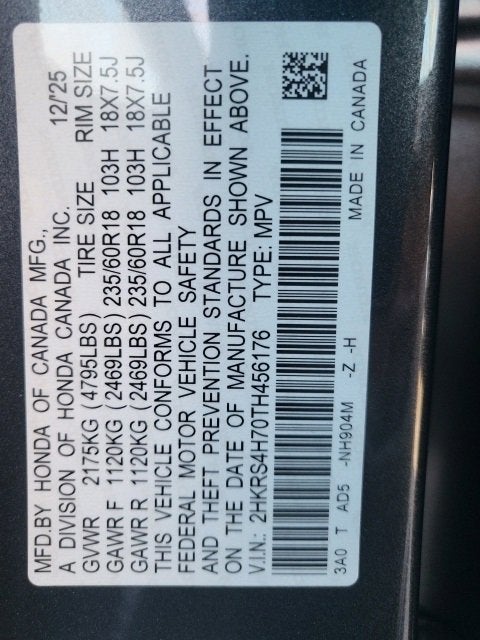 MFD.BY HONDA OF CANADA MFG.,
A DIVISION OF HONDA CANADA INC. 12/'25
GVWR 2175KG (4795LBS) TIRE SIZE RIM SIZE
GAWR F 1120KG (2469LBS) 235/60R18 103H 18X7.5J
GAWR R 1120KG (2469LBS) 235/60R18 103H 18X7.5J
THIS VEHICLE CONFORMS TO ALL APPLICABLE
FEDERAL MOTOR VEHICLE SAFETY
AND THEFT PREVENTION STANDARDS IN EFFECT
ON THE DATE OF MANUFACTURE SHOWN ABOVE.
V.I.N.: 2HKRS4H70TH456176 TYPE: MPV
3A0 T AD5 -NH904M -Z -H MADE IN CANADA